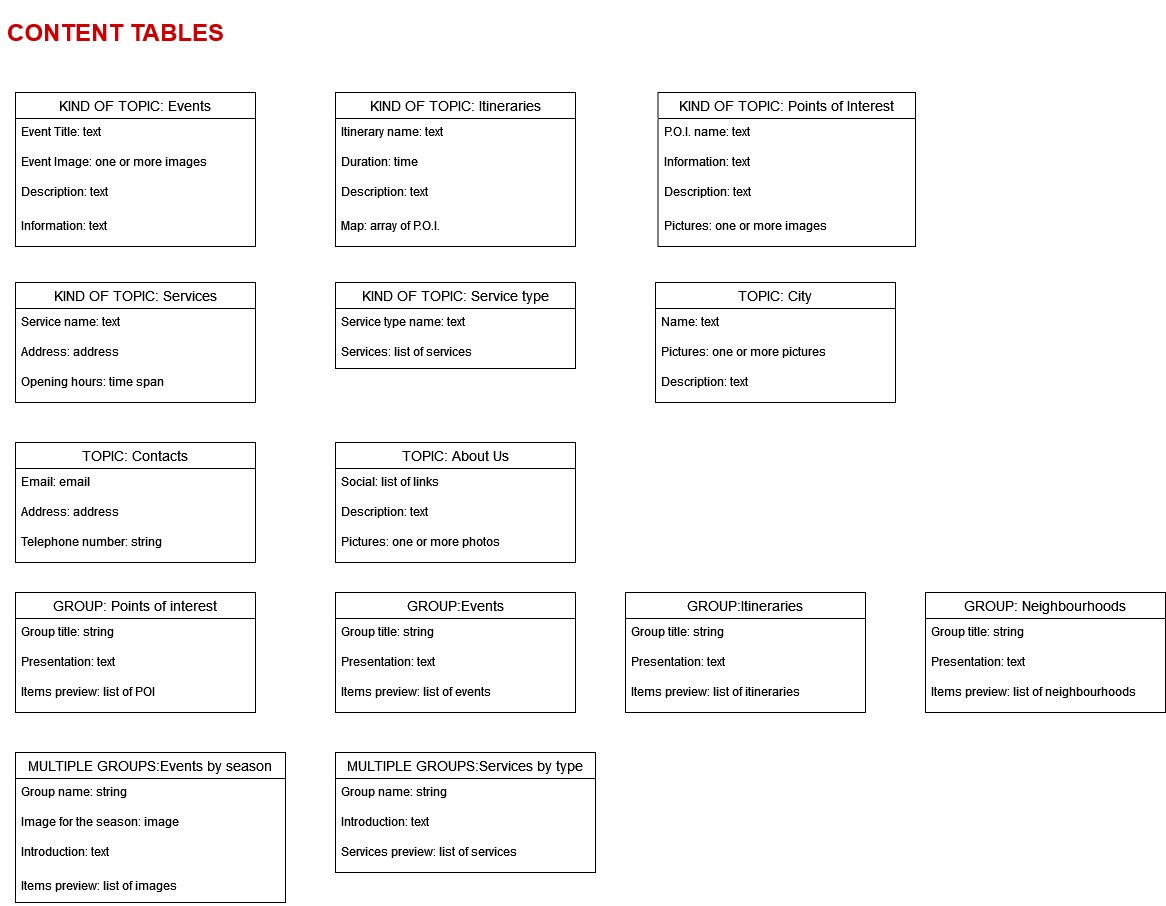 CONTENT TABLES
KIND OF TOPIC: Events
Event Title: text
Event Image: one or more images
Description: text
Information: text
KIND OF TOPIC: Itineraries
Itinerary name: text
Duration: time
Description: text
Map: array of P.O.I.
KIND OF TOPIC: Points of Interest
P.O.I. name: text
Information: text
Description: text
Pictures: one or more images
KIND OF TOPIC: Services
Service name: text
Address: address
Opening hours: time span
KIND OF TOPIC: Service type
Service type name: text
Services: list of services
TOPIC: City
Name: text
Pictures: one or more pictures
Description: text
TOPIC: Contacts
Email: email
Address: address
Telephone number: string
TOPIC: About Us
Social: list of links
Description: text
Pictures: one or more photos
GROUP: Points of interest
Group title: string
Presentation: text
Items preview: list of POI
GROUP:Events
Group title: string
Presentation: text
Items preview: list of events
GROUP:Itineraries
Group title: string
Presentation: text
Items preview: list of itineraries
GROUP: Neighbourhoods
Group title: string
Presentation: text
Items preview: list of neighbourhoods
MULTIPLE GROUPS:Events by season
Group name: string
Image for the season: image
Introduction: text
Items preview: list of images
MULTIPLE GROUPS:Services by type
Group name: string
Introduction: text
Services preview: list of services